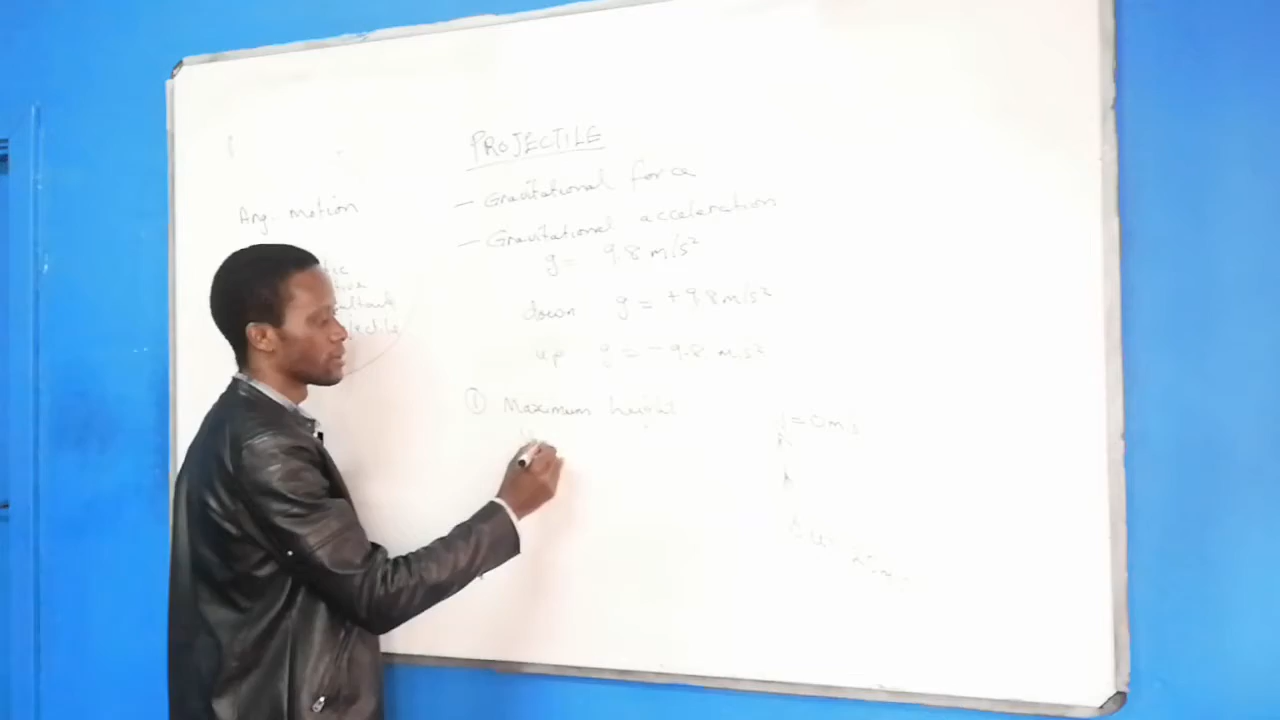 PROJECTILE
— Gravitational force
Ang. motion
— Gravitational acceleration
g = 9.8 m/s²
down g = +9.8 m/s²
up g = -9.8 m/s²
① Maximum height
= 0 m/s